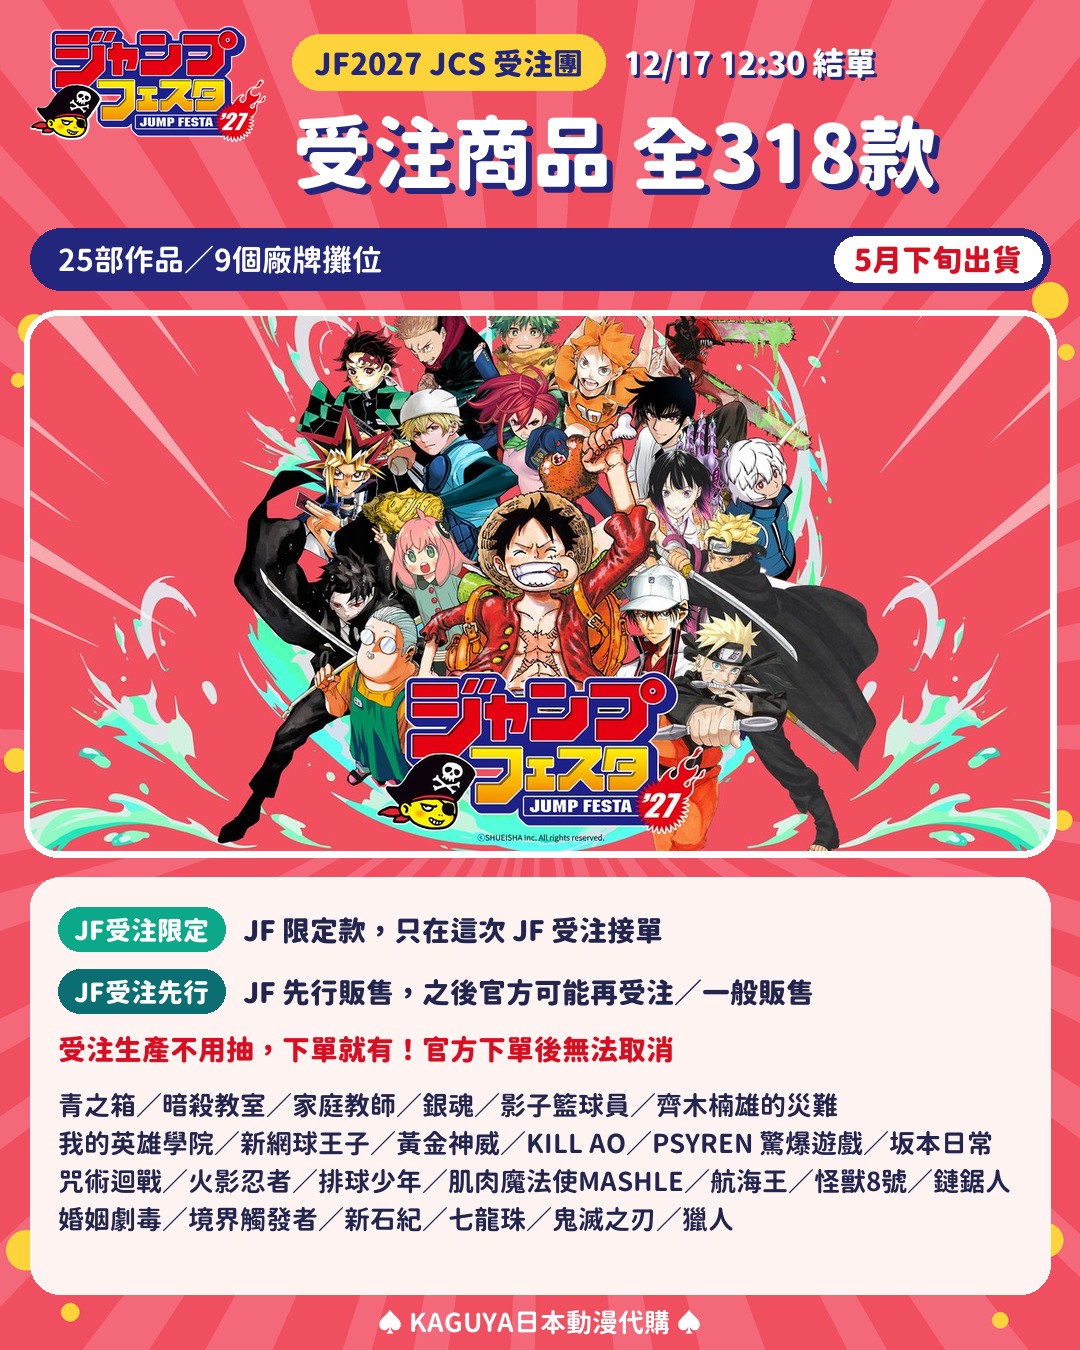 ジャンプ
フェスタ
JUMP FESTA '27
JF2027 JCS 受注團
12/17 12:30 結單
受注商品 全318款
25部作品／9個廠牌攤位
5月下旬出貨
ジャンプ
フェスタ
JUMP FESTA '27
©SHUEISHA Inc. All rights reserved.
JF受注限定
JF 限定款，只在這次 JF 受注接單
JF受注先行
JF 先行販售，之後官方可能再受注／一般販售
受注生產不用抽，下單就有！官方下單後無法取消
青之箱／暗殺教室／家庭教師／銀魂／影子籃球員／齊木楠雄的災難
我的英雄學院／新網球王子／黃金神威／KILL AO／PSYREN 驚爆遊戲／坂本日常
咒術迴戰／火影忍者／排球少年／肌肉魔法使MASHLE／航海王／怪獸8號／鏈鋸人
婚姻劇毒／境界觸發者／新石紀／七龍珠／鬼滅之刃／獵人
♠ KAGUYA日本動漫代購 ♠